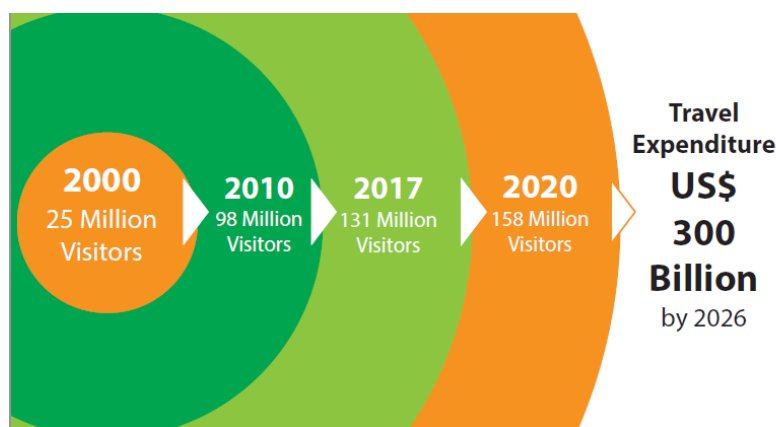 2000
25 Million
Visitors
2010
98 Million
Visitors
2017
131 Million
Visitors
2020
158 Million
Visitors
Travel
Expenditure
US$
300
Billion
by 2026